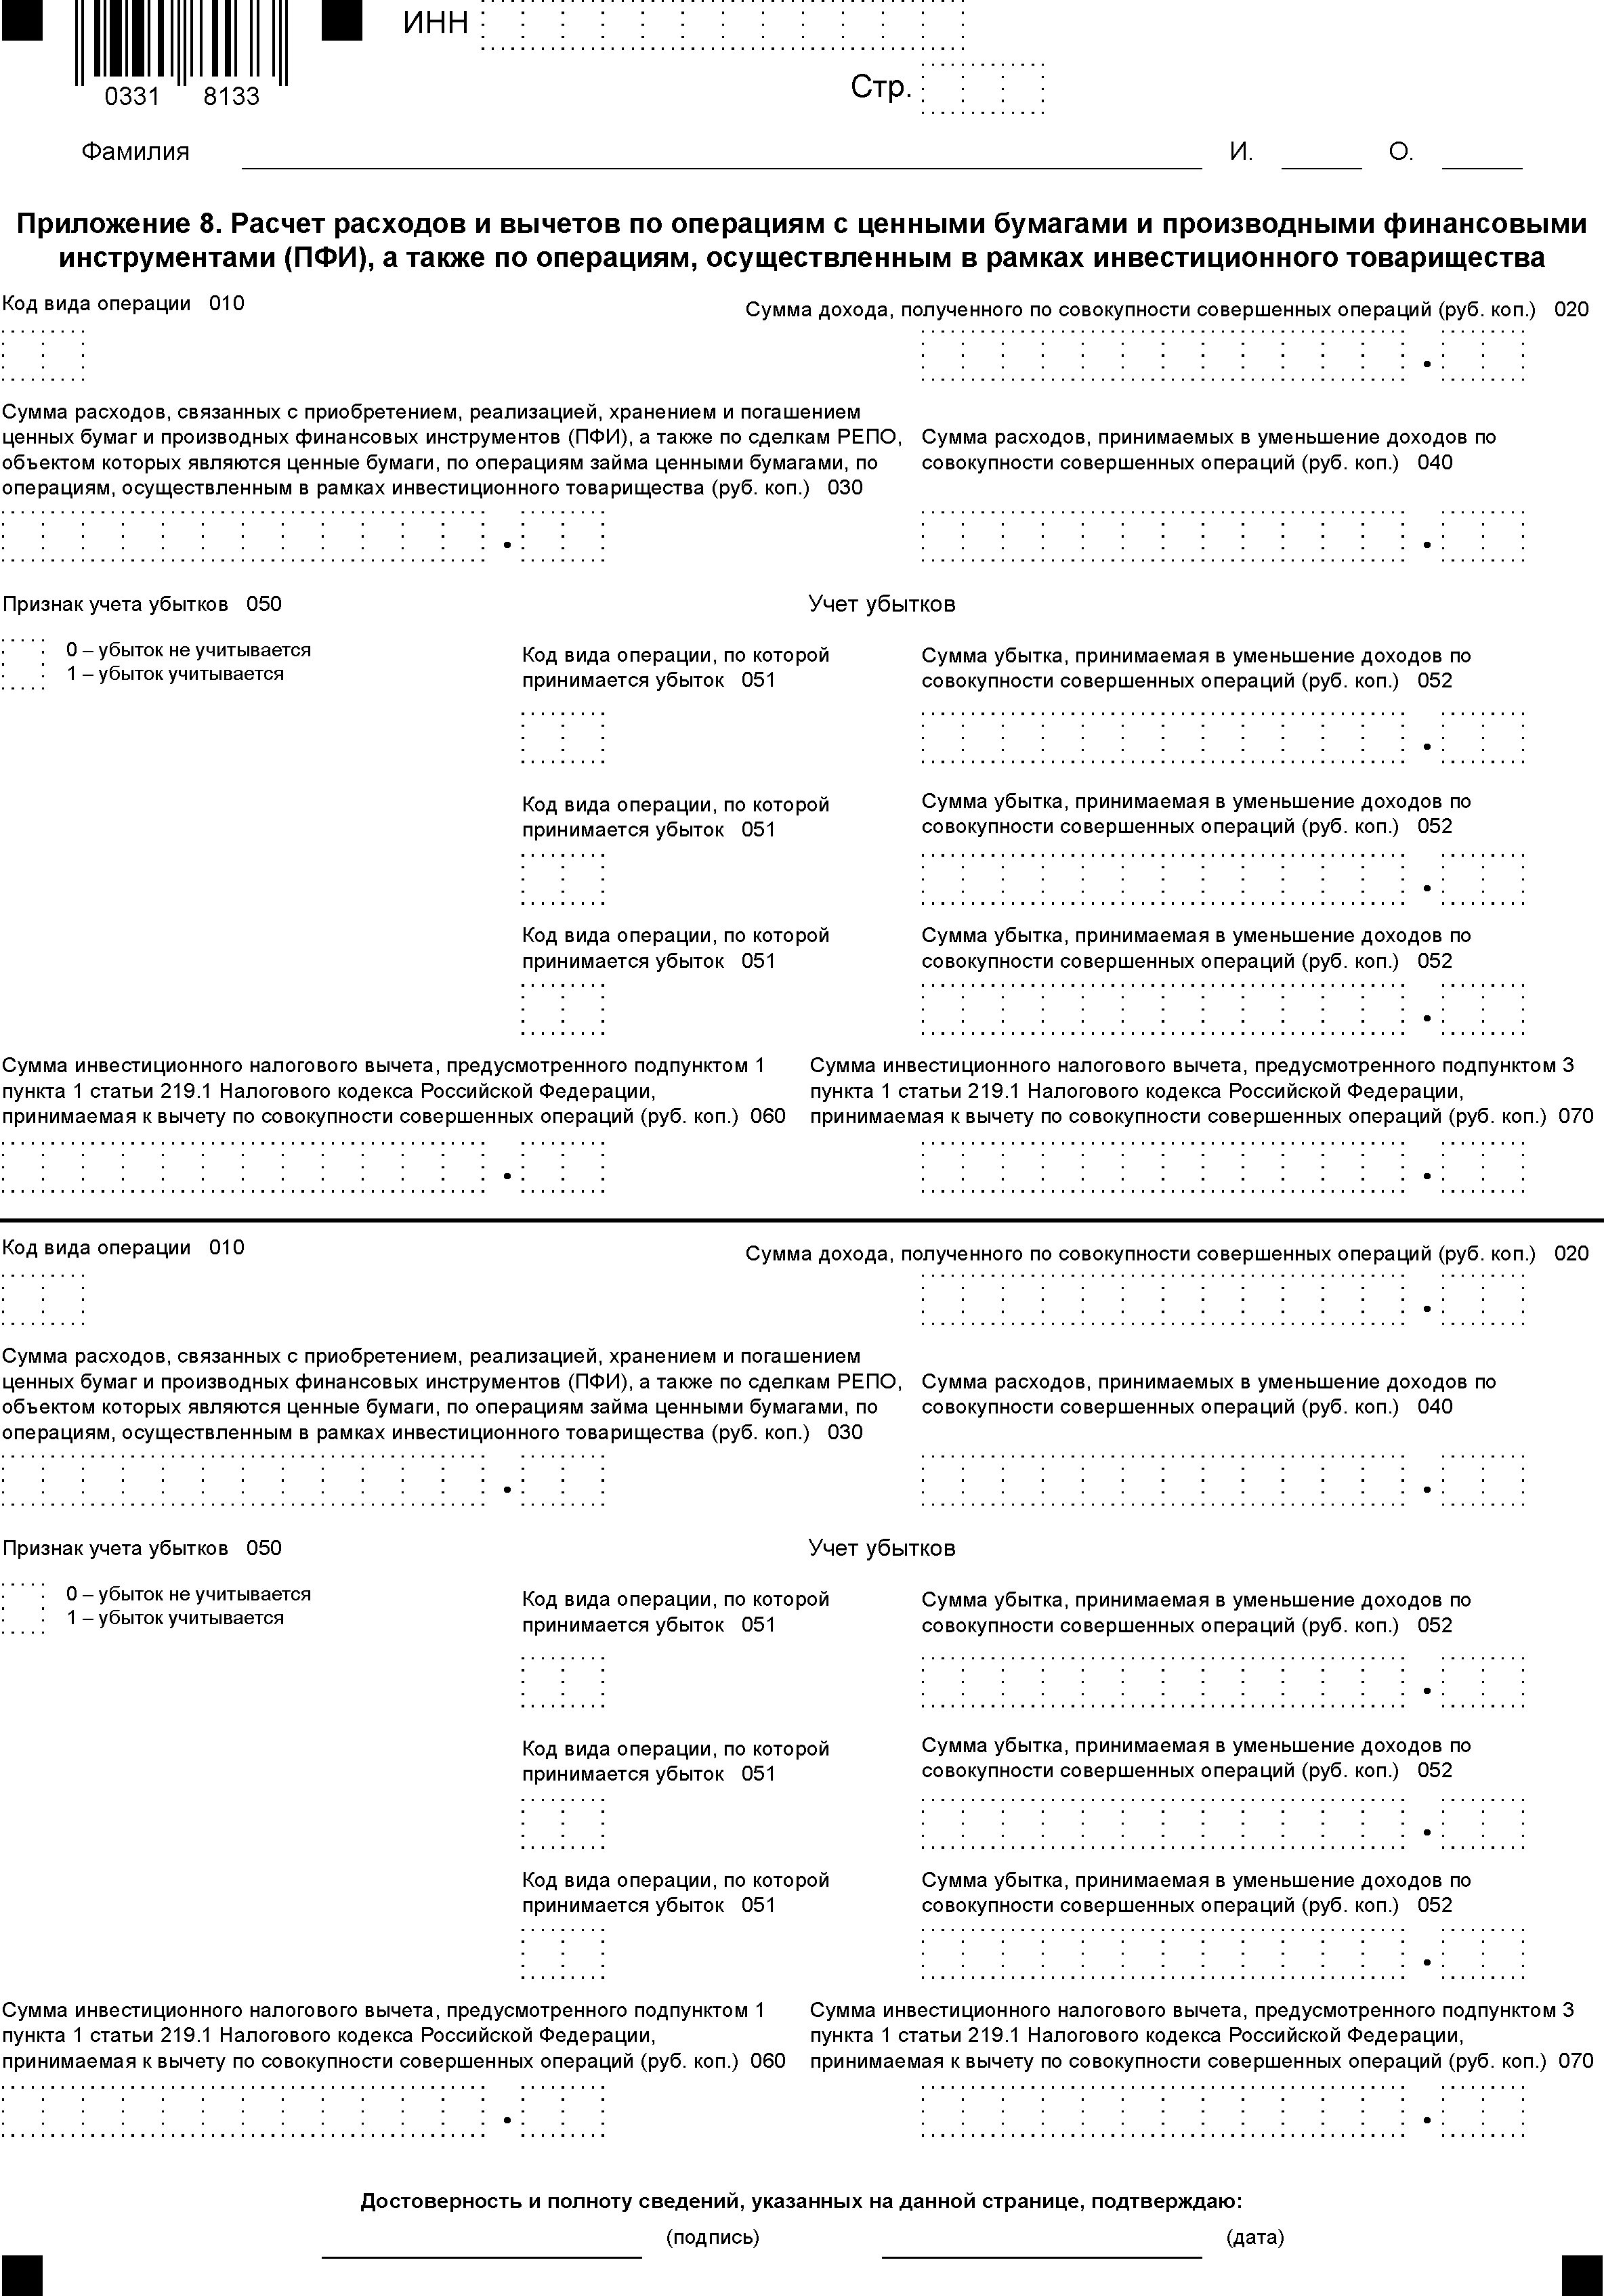 ИНН
Стр.
0331 8133
Фамилия И. О.
Приложение 8. Расчет расходов и вычетов по операциям с ценными бумагами и производными финансовыми
инструментами (ПФИ), а также по операциям, осуществленным в рамках инвестиционного товарищества
Код вида операции 010
Сумма дохода, полученного по совокупности совершенных операций (руб. коп.) 020
Сумма расходов, связанных с приобретением, реализацией, хранением и погашением
ценных бумаг и производных финансовых инструментов (ПФИ), а также по сделкам РЕПО,
объектом которых являются ценные бумаги, по операциям займа ценными бумагами, по
операциям, осуществленным в рамках инвестиционного товарищества (руб. коп.) 030
Сумма расходов, принимаемых в уменьшение доходов по
совокупности совершенных операций (руб. коп.) 040
Признак учета убытков 050
Учет убытков
0 – убыток не учитывается
1 – убыток учитывается
Код вида операции, по которой
принимается убыток 051
Сумма убытка, принимаемая в уменьшение доходов по
совокупности совершенных операций (руб. коп.) 052
Код вида операции, по которой
принимается убыток 051
Сумма убытка, принимаемая в уменьшение доходов по
совокупности совершенных операций (руб. коп.) 052
Код вида операции, по которой
принимается убыток 051
Сумма убытка, принимаемая в уменьшение доходов по
совокупности совершенных операций (руб. коп.) 052
Сумма инвестиционного налогового вычета, предусмотренного подпунктом 1
пункта 1 статьи 219.1 Налогового кодекса Российской Федерации,
принимаемая к вычету по совокупности совершенных операций (руб. коп.) 060
Сумма инвестиционного налогового вычета, предусмотренного подпунктом 3
пункта 1 статьи 219.1 Налогового кодекса Российской Федерации,
принимаемая к вычету по совокупности совершенных операций (руб. коп.) 070
Код вида операции 010
Сумма дохода, полученного по совокупности совершенных операций (руб. коп.) 020
Сумма расходов, связанных с приобретением, реализацией, хранением и погашением
ценных бумаг и производных финансовых инструментов (ПФИ), а также по сделкам РЕПО,
объектом которых являются ценные бумаги, по операциям займа ценными бумагами, по
операциям, осуществленным в рамках инвестиционного товарищества (руб. коп.) 030
Сумма расходов, принимаемых в уменьшение доходов по
совокупности совершенных операций (руб. коп.) 040
Признак учета убытков 050
Учет убытков
0 – убыток не учитывается
1 – убыток учитывается
Код вида операции, по которой
принимается убыток 051
Сумма убытка, принимаемая в уменьшение доходов по
совокупности совершенных операций (руб. коп.) 052
Код вида операции, по которой
принимается убыток 051
Сумма убытка, принимаемая в уменьшение доходов по
совокупности совершенных операций (руб. коп.) 052
Код вида операции, по которой
принимается убыток 051
Сумма убытка, принимаемая в уменьшение доходов по
совокупности совершенных операций (руб. коп.) 052
Сумма инвестиционного налогового вычета, предусмотренного подпунктом 1
пункта 1 статьи 219.1 Налогового кодекса Российской Федерации,
принимаемая к вычету по совокупности совершенных операций (руб. коп.) 060
Сумма инвестиционного налогового вычета, предусмотренного подпунктом 3
пункта 1 статьи 219.1 Налогового кодекса Российской Федерации,
принимаемая к вычету по совокупности совершенных операций (руб. коп.) 070
Достоверность и полноту сведений, указанных на данной странице, подтверждаю:
(подпись) (дата)